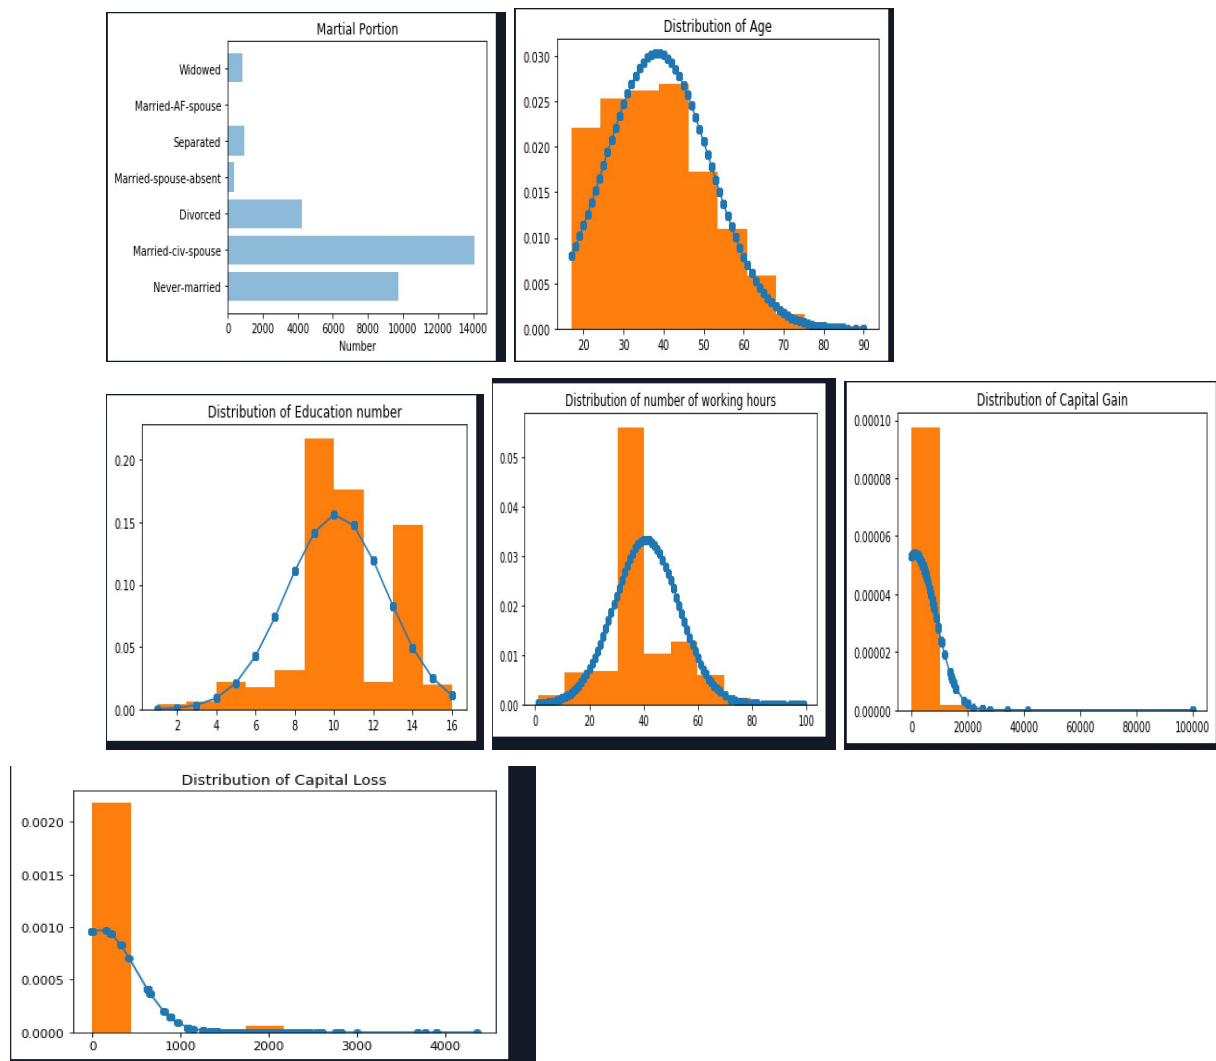 Martial Portion
Widowed
Married-AF-spouse
Separated
Married-spouse-absent
Divorced
Married-civ-spouse
Never-married
0 2000 4000 6000 8000 10000 12000 14000
Number
Distribution of Age
0.030
0.025
0.020
0.015
0.010
0.005
0.000
20 30 40 50 60 70 80 90
Distribution of Education number
0.20
0.15
0.10
0.05
0.00
2 4 6 8 10 12 14 16
Distribution of number of working hours
0.05
0.04
0.03
0.02
0.01
0.00
0 20 40 60 80 100
Distribution of Capital Gain
0.00010
0.00008
0.00006
0.00004
0.00002
0.00000
0 20000 40000 60000 80000 100000
Distribution of Capital Loss
0.0020
0.0015
0.0010
0.0005
0.0000
0 1000 2000 3000 4000